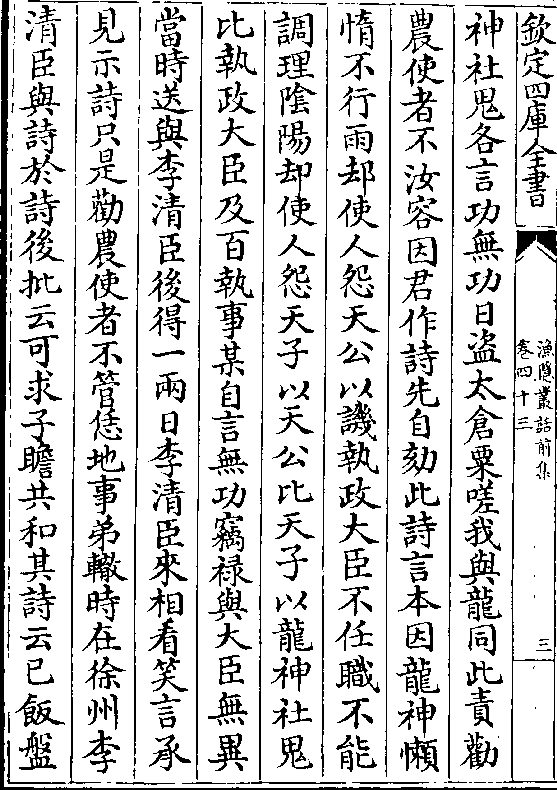 欽定四庫全書
漁隱叢話前集
卷四十三
三
神社鬼各言功無功日盜太倉粟嗟我與龍同此責勸
農使者不汝容因君作詩先自劾此詩言本因龍神懶
惰不行雨却使人怨天公以譏執政大臣不任職不能
調理隂陽却使人怨天子以天公比天子以龍神社鬼
比執政大臣及百執事某自言無功竊禄與大臣無異
當時送與李清臣後得一兩日李清臣來相看笑言承
見示詩只是勸農使者不管恁地事弟轍時在徐州李
清臣與詩於詩後批云可求子瞻共和其詩云已飯盤